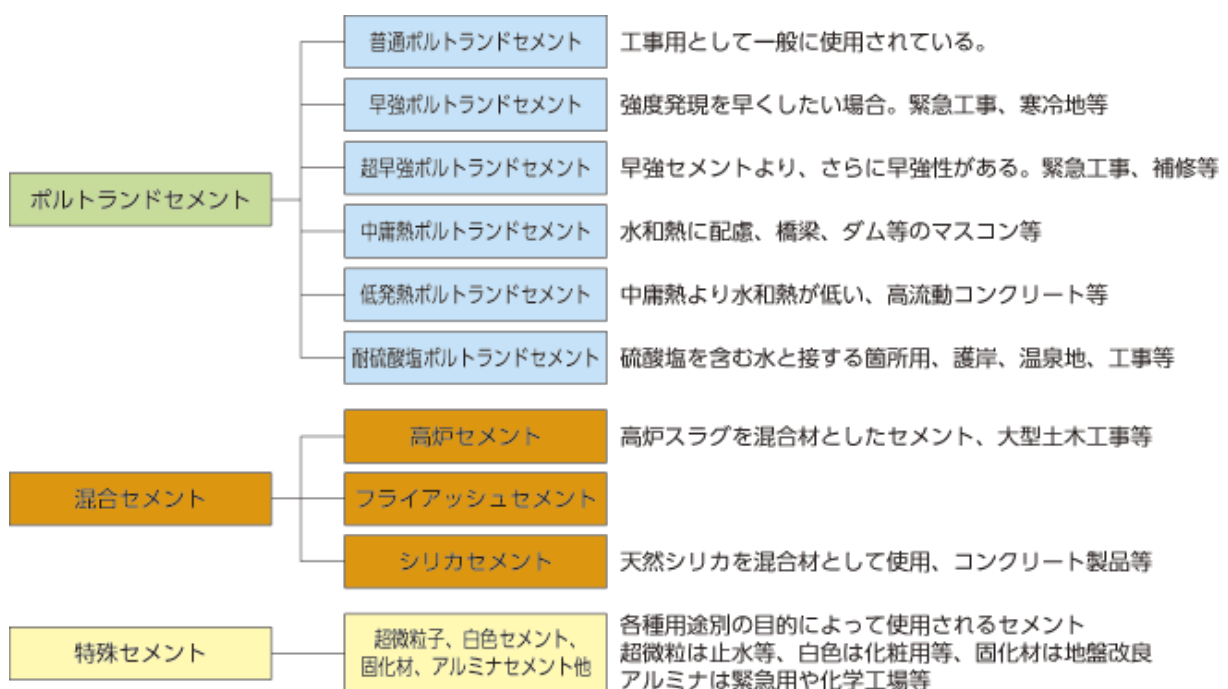 普通ポルトランドセメント 工事用として一般に使用されている。
早強ポルトランドセメント 強度発現を早くしたい場合。緊急工事、寒冷地等
超早強ポルトランドセメント 早強セメントより、さらに早強性がある。緊急工事、補修等
ポルトランドセメント
中庸熱ポルトランドセメント 水和熱に配慮、橋梁、ダム等のマスコン等
低発熱ポルトランドセメント 中庸熱より水和熱が低い、高流動コンクリート等
耐硫酸塩ポルトランドセメント 硫酸塩を含む水と接する箇所用、護岸、温泉地、工事等
高炉セメント 高炉スラグを混合材としたセメント、大型土木工事等
混合セメント フライアッシュセメント
シリカセメント 天然シリカを混合材として使用、コンクリート製品等
特殊セメント
超微粒子、白色セメント、
固化材、アルミナセメント他
各種用途別の目的によって使用されるセメント
超微粒は止水等、白色は化粧用等、固化材は地盤改良
アルミナは緊急用や化学工場等